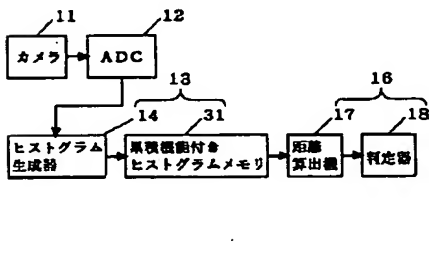 11
カメラ
12
ADC
13
14
ヒストグラム
生成器
31
累積機能付き
ヒストグラムメモリ
16
17
距離
算出機
18
判定器